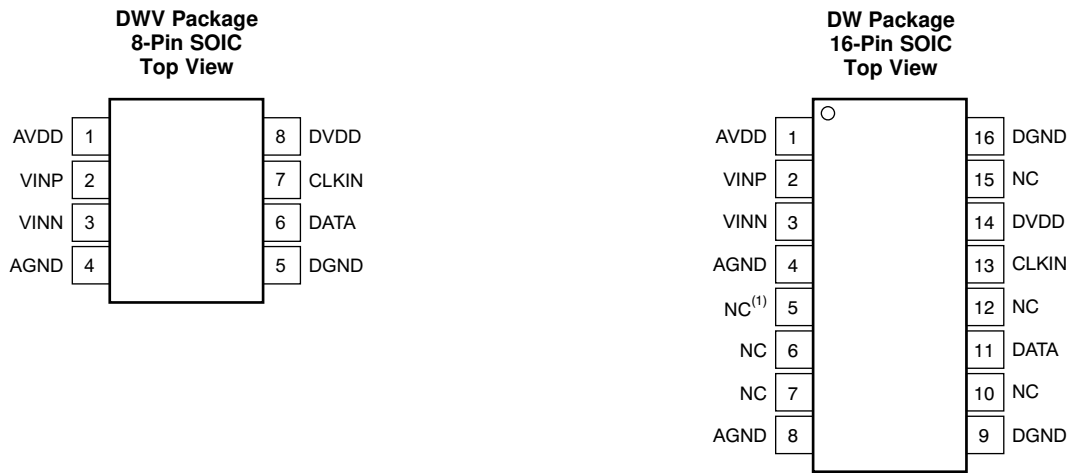 DWV Package
8-Pin SOIC
Top View
AVDD 1 8 DVDD
VINP 2 7 CLKIN
VINN 3 6 DATA
AGND 4 5 DGND
DW Package
16-Pin SOIC
Top View
AVDD 1 16 DGND
VINP 2 15 NC
VINN 3 14 DVDD
AGND 4 13 CLKIN
NC(1) 5 12 NC
NC 6 11 DATA
NC 7 10 NC
AGND 8 9 DGND